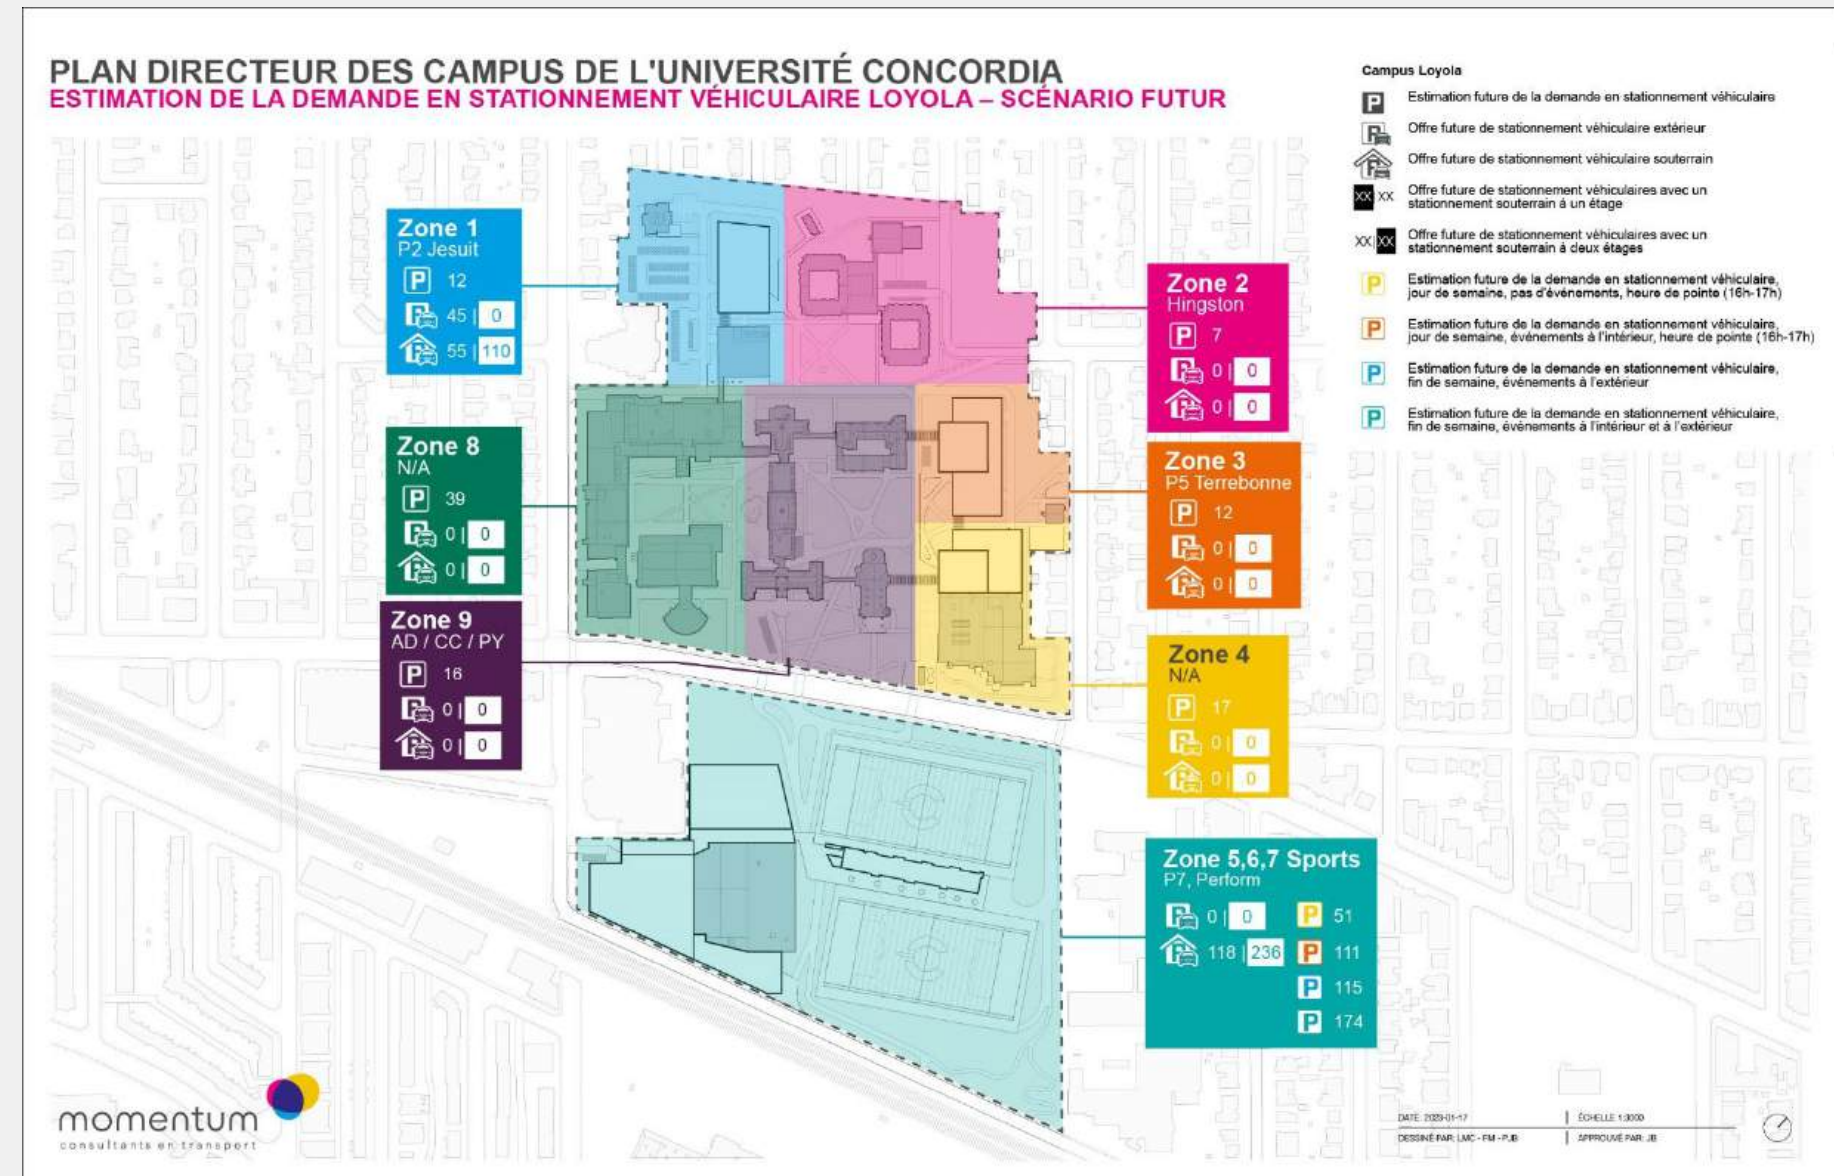 PLAN DIRECTEUR DES CAMPUS DE L'UNIVERSITÉ CONCORDIA
ESTIMATION DE LA DEMANDE EN STATIONNEMENT VÉHICULAIRE LOYOLA – SCÉNARIO FUTUR
Campus Loyola
P Estimation future de la demande en stationnement véhiculaire
P Offre future de stationnement véhiculaire extérieur
P Offre future de stationnement véhiculaire souterrain
XX XX Offre future de stationnement véhiculaires avec un
stationnement souterrain à un étage
XX XX Offre future de stationnement véhiculaires avec un
stationnement souterrain à deux étages
P Estimation future de la demande en stationnement véhiculaire,
jour de semaine, pas d'événements, heure de pointe (16h-17h)
P Estimation future de la demande en stationnement véhiculaire,
jour de semaine, événements à l'intérieur, heure de pointe (16h-17h)
P Estimation future de la demande en stationnement véhiculaire,
fin de semaine, événements à l'extérieur
P Estimation future de la demande en stationnement véhiculaire,
fin de semaine, événements à l'intérieur et à l'extérieur
Zone 1
P2 Jesuit
P 12
P 45 | 0
P 55 | 110
Zone 2
Hingston
P 7
P 0 | 0
P 0 | 0
Zone 8
N/A
P 39
P 0 | 0
P 0 | 0
Zone 3
P5 Terrebonne
P 12
P 0 | 0
P 0 | 0
Zone 9
AD / CC / PY
P 16
P 0 | 0
P 0 | 0
Zone 4
N/A
P 17
P 0 | 0
P 0 | 0
Zone 5,6,7 Sports
P7, Perform
P 0 | 0 P 51
P 118 | 236 P 111
P 115
P 174
momentum
consultants en transport
DATE: 2023-01-17 | ÉCHELLE 1:3000
DESSINÉ PAR: LMC - FM - PJB | APPROUVÉ PAR: JB